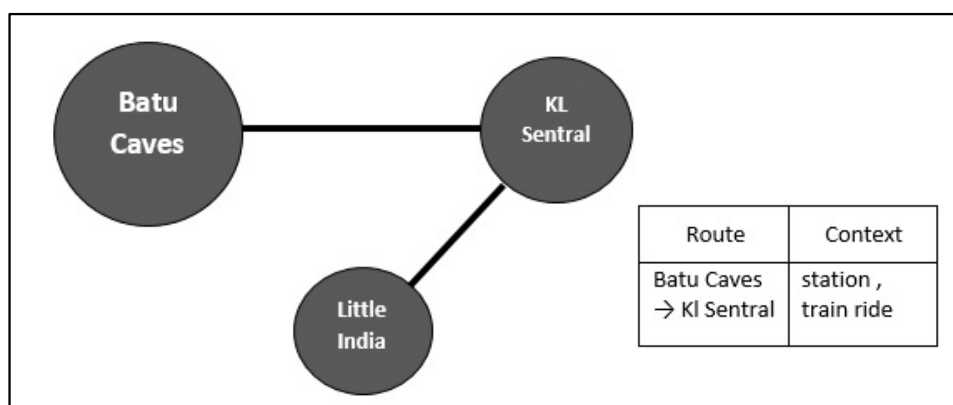 Batu
Caves
KL
Sentral
Little
India
Route
Context
Batu Caves
→ Kl Sentral
station ,
train ride